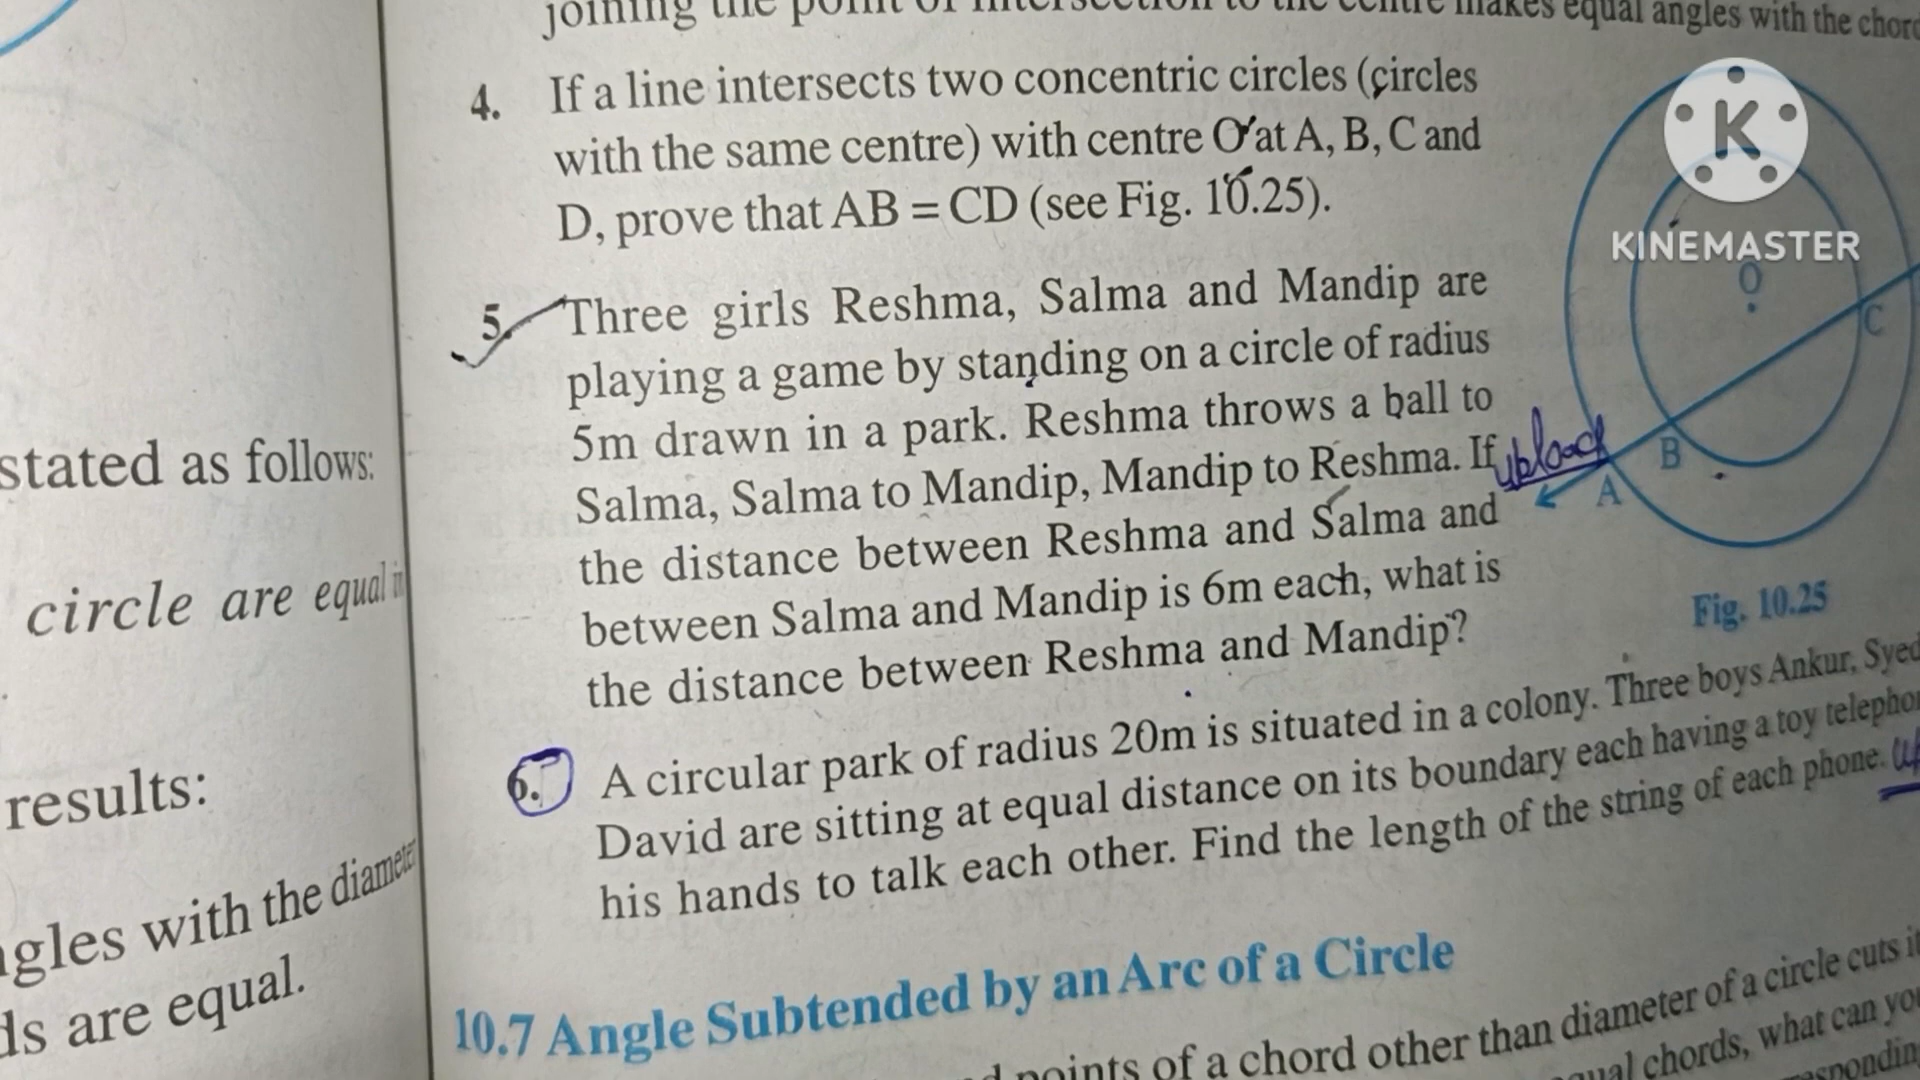 joining the point of intersection to the centre makes equal angles with the chord
4. If a line intersects two concentric circles (circles
with the same centre) with centre O at A, B, C and
D, prove that AB = CD (see Fig. 10.25).
5. Three girls Reshma, Salma and Mandip are
playing a game by standing on a circle of radius
5m drawn in a park. Reshma throws a ball to
Salma, Salma to Mandip, Mandip to Reshma. If
the distance between Reshma and Salma and
between Salma and Mandip is 6m each, what is
the distance between Reshma and Mandip?
K
KINEMASTER
O
C
B
A
Fig. 10.25
6. A circular park of radius 20m is situated in a colony. Three boys Ankur, Syed
David are sitting at equal distance on its boundary each having a toy
his hands to talk each other. Find the length of the string of each phone.
10.7 Angle Subtended by an Arc of a Circle
points of a chord other than diameter of a circle cuts
chords, what can
stated as follows:
circle are equal
results:
with the diameter
are equal.